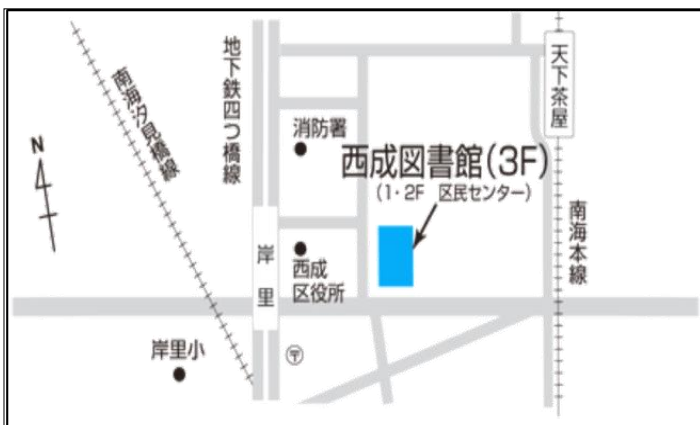 地下鉄四つ橋線
天下茶屋
南海汐見橋線
消防署
N
西成図書館(3F)
(1・2F 区民センター)
南海本線
岸里
西成
区役所
岸里小
〒